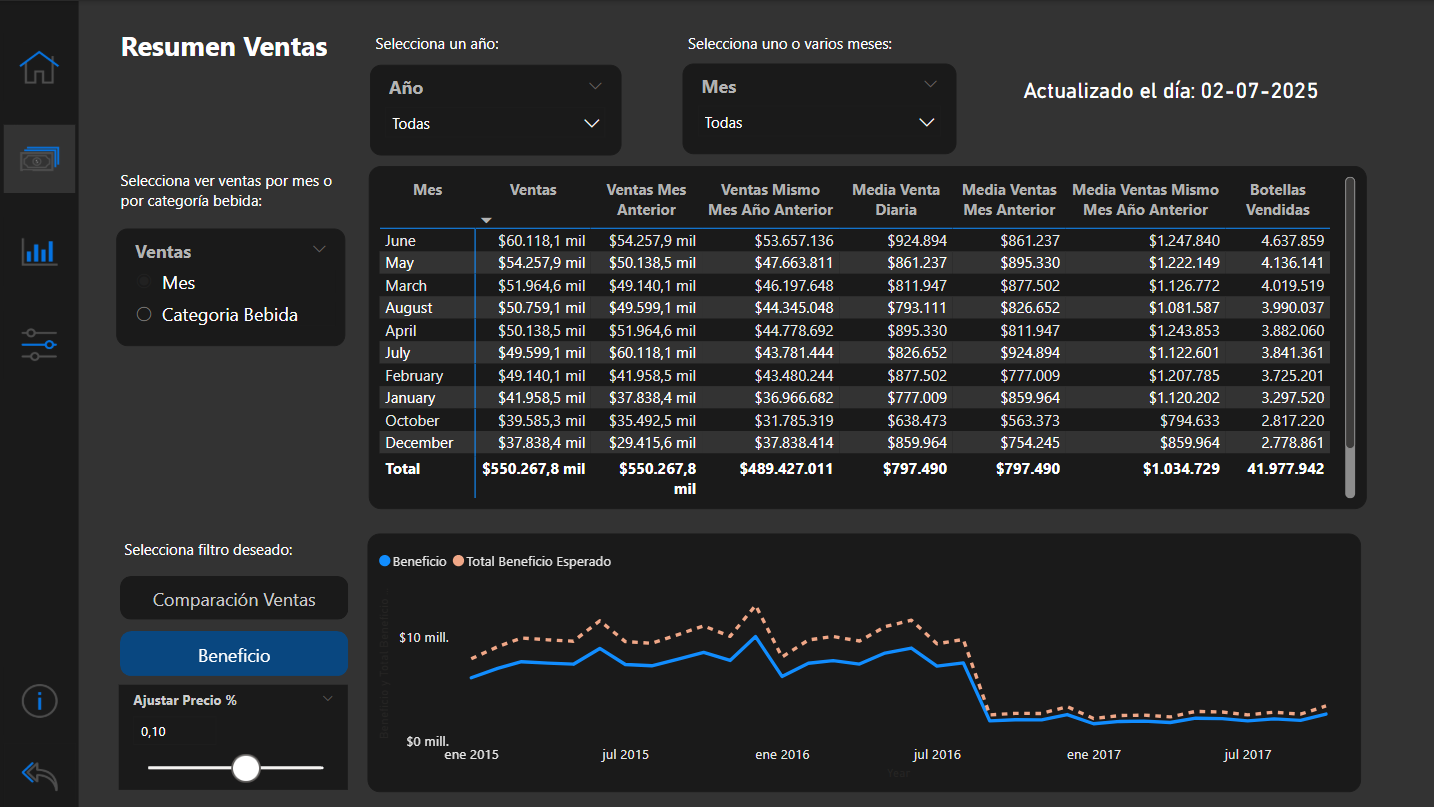 Resumen Ventas
Selecciona un año:
Año
Todas
Selecciona uno o varios meses:
Mes
Todas
Actualizado el día: 02-07-2025
Selecciona ver ventas por mes o
por categoría bebida:
Ventas
Mes
Categoria Bebida
Mes Ventas Ventas Mes Anterior Ventas Mismo Mes Año Anterior Media Venta Diaria Media Ventas Mes Anterior Media Ventas Mismo Mes Año Anterior Botellas Vendidas
June $60.118,1 mil $54.257,9 mil $53.657.136 $924.894 $861.237 $1.247.840 4.637.859
May $54.257,9 mil $50.138,5 mil $47.663.811 $861.237 $895.330 $1.222.149 4.136.141
March $51.964,6 mil $49.140,1 mil $46.197.648 $811.947 $877.502 $1.126.772 4.019.519
August $50.759,1 mil $49.599,1 mil $44.345.048 $793.111 $826.652 $1.081.587 3.990.037
April $50.138,5 mil $51.964,6 mil $44.778.692 $895.330 $811.947 $1.243.853 3.882.060
July $49.599,1 mil $60.118,1 mil $43.781.444 $826.652 $924.894 $1.122.601 3.841.361
February $49.140,1 mil $41.958,5 mil $43.480.244 $877.502 $777.009 $1.207.785 3.725.201
January $41.958,5 mil $37.838,4 mil $36.966.682 $777.009 $859.964 $1.120.202 3.297.520
October $39.585,3 mil $35.492,5 mil $31.785.319 $638.473 $563.373 $794.633 2.817.220
December $37.838,4 mil $29.415,6 mil $37.838.414 $859.964 $754.245 $859.964 2.778.861
Total $550.267,8 mil $550.267,8 mil $489.427.011 $797.490 $797.490 $1.034.729 41.977.942
Selecciona filtro deseado:
Comparación Ventas
Beneficio
Ajustar Precio %
0,10
Beneficio Total Beneficio Esperado
Beneficio y Total Beneficio ...
$10 mill.
$0 mill.
ene 2015 jul 2015 ene 2016 jul 2016 ene 2017 jul 2017
Year